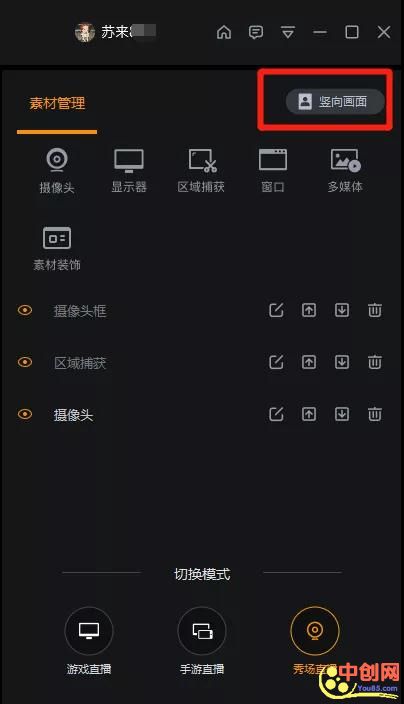 苏来
素材管理
竖向画面
摄像头
显示器
区域捕获
窗口
多媒体
素材装饰
摄像头框
区域捕获
摄像头
切换模式
游戏直播
手游直播
秀场直播
中创网
You85.com